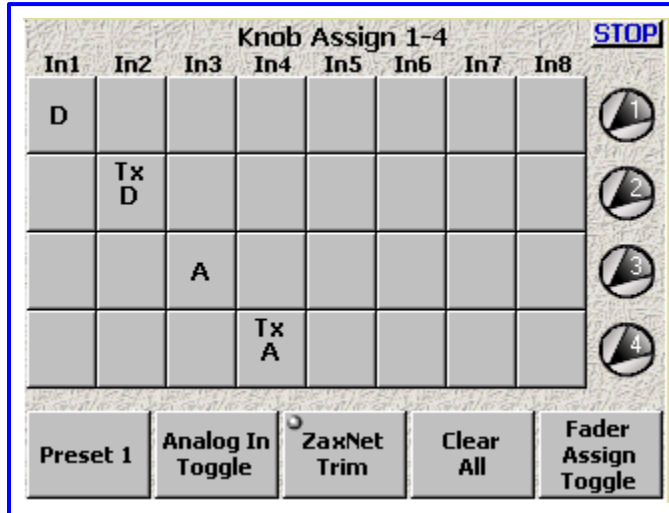 Knob Assign 1-4
STOP
In1 In2 In3 In4 In5 In6 In7 In8
D
1
Tx
D
2
A
3
Tx
A
4
Preset 1
Analog In
Toggle
ZaxNet
Trim
Clear
All
Fader
Assign
Toggle